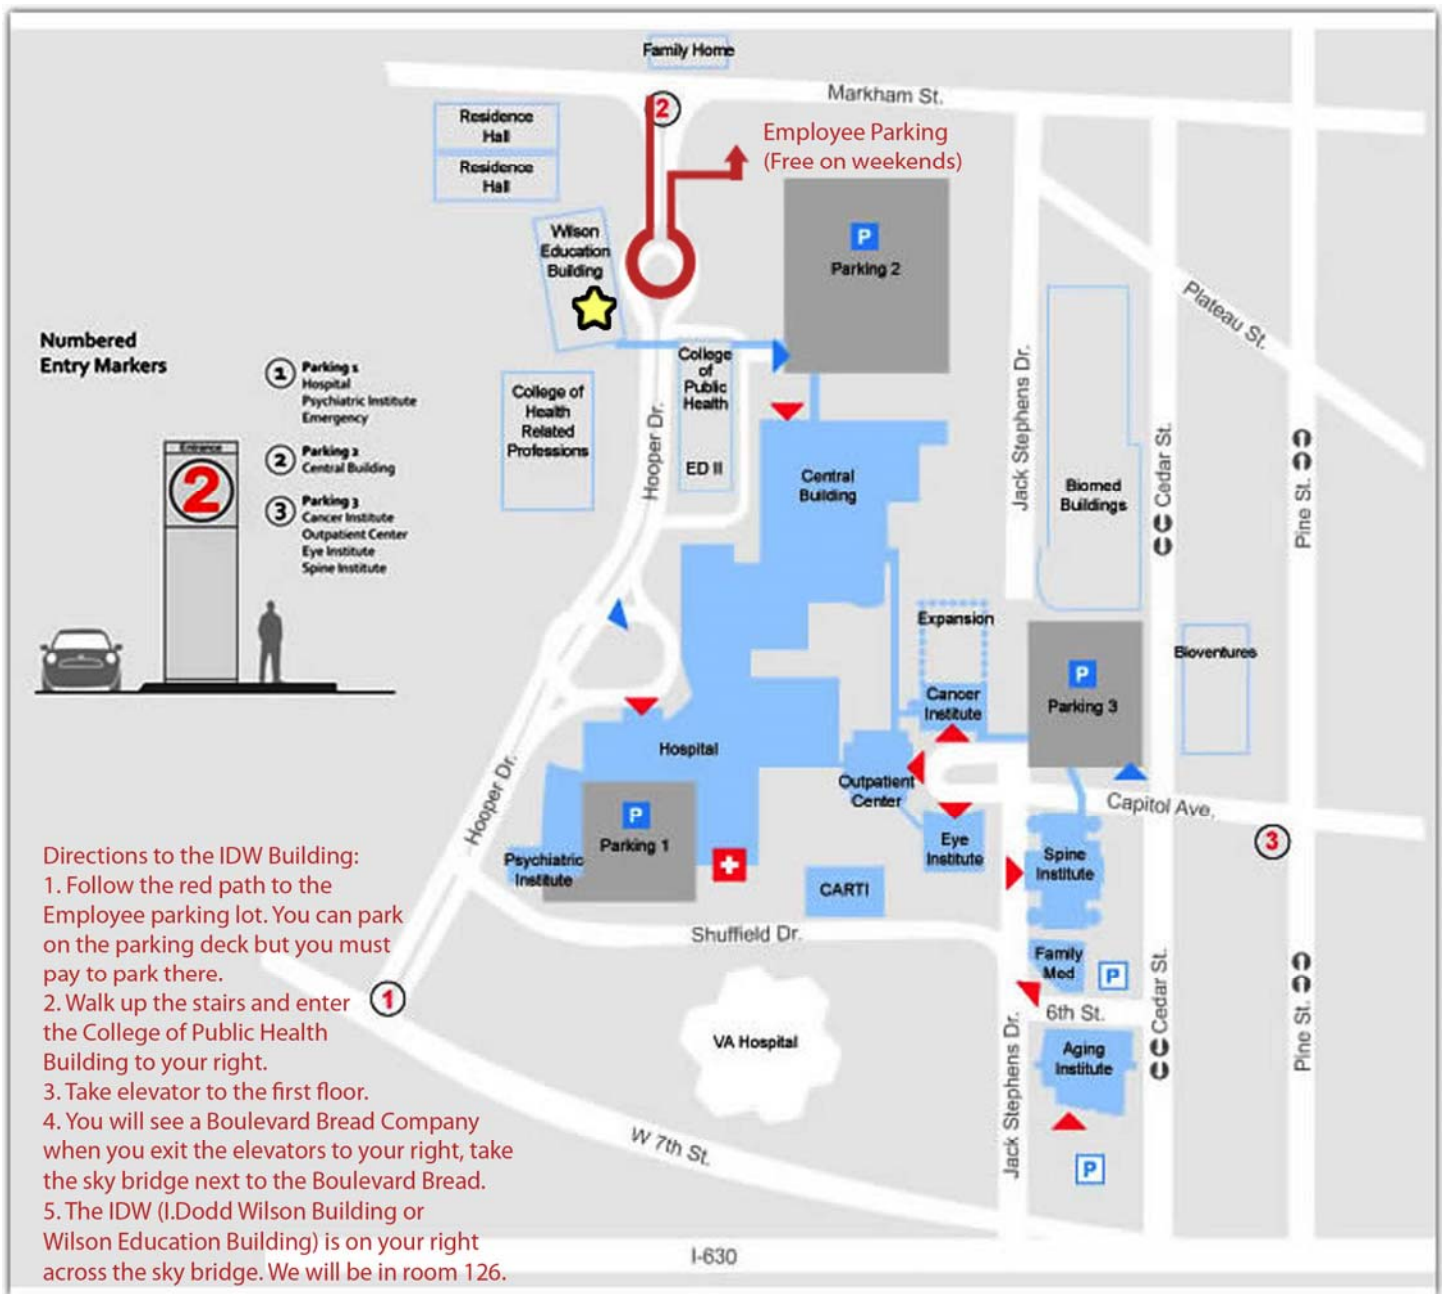 Family Home
Markham St.
2
Employee Parking
(Free on weekends)
Residence
Hall
Residence
Hall
Wilson
Education
Building
P
Parking 2
Plateau St.
Numbered
Entry Markers
1
Parking 1
Hospital
Psychiatric Institute
Emergency
2
Parking 2
Central Building
3
Parking 3
Cancer Institute
Outpatient Center
Eye Institute
Spine Institute
Entrance
2
College of
Health
Related
Professions
Hooper Dr.
College
of
Public
Health
ED II
Central
Building
Jack Stephens Dr.
Biomed
Buildings
Cedar St.
Pine St.
Expansion
Cancer
Institute
P
Parking 3
Bioventures
Hospital
Outpatient
Center
Capitol Ave.
3
Hooper Dr.
P
Parking 1
Psychiatric
Institute
Eye
Institute
Spine
Institute
CARTI
Shuffield Dr.
Family
Med
P
6th St.
VA Hospital
Aging
Institute
P
Jack Stephens Dr.
Cedar St.
Pine St.
1
W 7th St.
I-630
Directions to the IDW Building:
1. Follow the red path to the
Employee parking lot. You can park
on the parking deck but you must
pay to park there.
2. Walk up the stairs and enter
the College of Public Health
Building to your right.
3. Take elevator to the first floor.
4. You will see a Boulevard Bread Company
when you exit the elevators to your right, take
the sky bridge next to the Boulevard Bread.
5. The IDW (I.Dodd Wilson Building or
Wilson Education Building) is on your right
across the sky bridge. We will be in room 126.